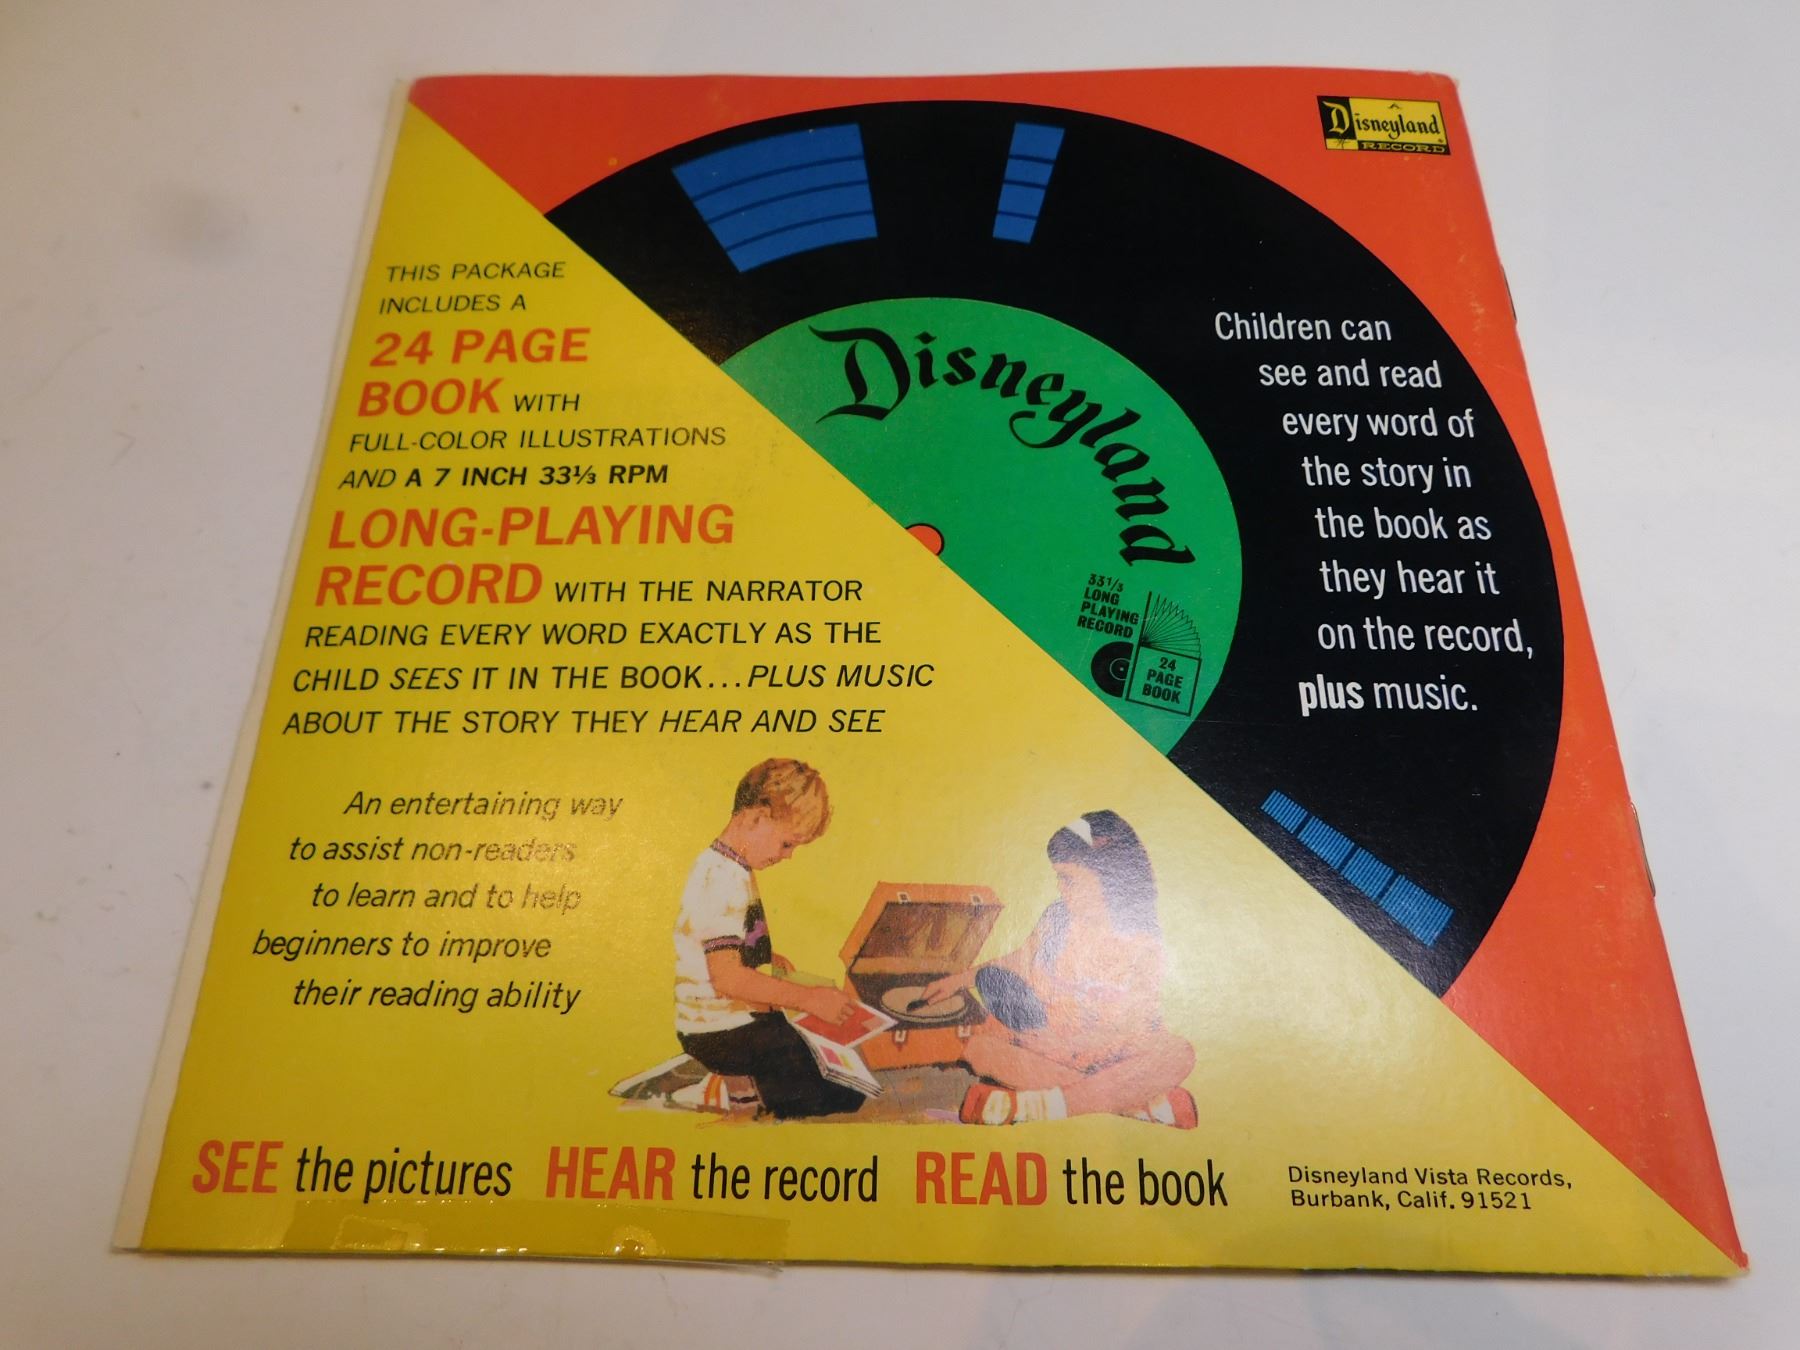 Disneyland
RECORD
THIS PACKAGE
INCLUDES A
24 PAGE
BOOK WITH
FULL-COLOR ILLUSTRATIONS
AND A 7 INCH 33⅓ RPM
LONG-PLAYING
RECORD WITH THE NARRATOR
READING EVERY WORD EXACTLY AS THE
CHILD SEES IT IN THE BOOK...PLUS MUSIC
ABOUT THE STORY THEY HEAR AND SEE
Disneyland
33 1/3
LONG
PLAYING
RECORD
24
PAGE
BOOK
Children can
see and read
every word of
the story in
the book as
they hear it
on the record,
plus music.
An entertaining way
to assist non-readers
to learn and to help
beginners to improve
their reading ability
SEE the pictures HEAR the record READ the book
Disneyland Vista Records,
Burbank, Calif. 91521